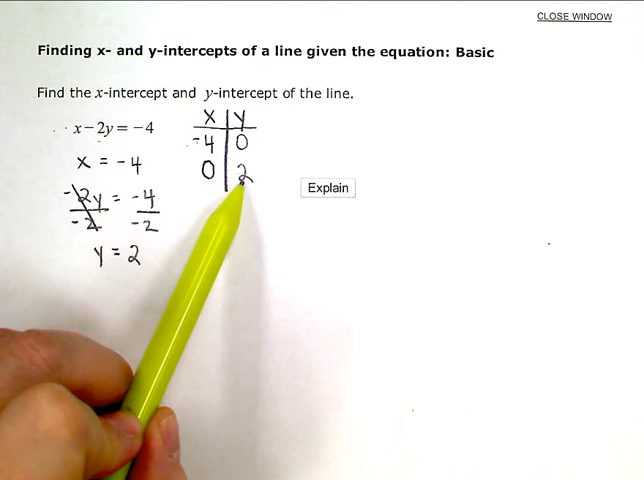 CLOSE WINDOW
Finding x- and y-intercepts of a line given the equation: Basic
Find the x-intercept and y-intercept of the line.
x − 2y = −4
x = -4
-2y = -4
-2 -2
y = 2
X Y
-4 0
0 2
Explain